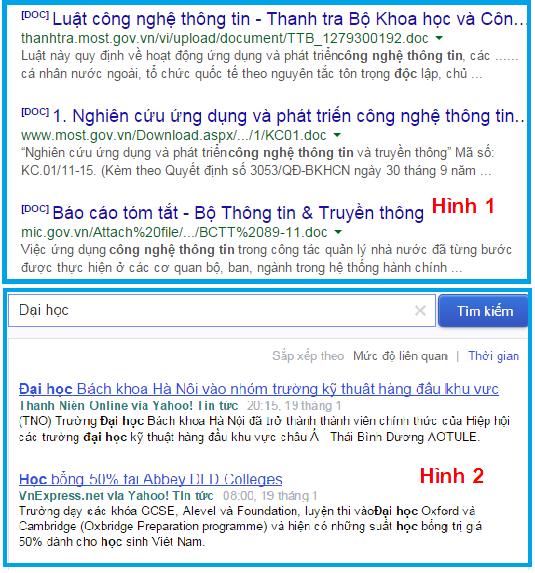 [DOC] Luật công nghệ thông tin - Thanh tra Bộ Khoa học và Côn...
thanhtra.most.gov.vn/vi/upload/document/TTB_1279300192.doc
Luật này quy định về hoạt động ứng dụng và phát triểncông nghệ thông tin, các ......
cá nhân nước ngoài, tổ chức quốc tế theo nguyên tắc tôn trọng độc lập, chủ ...
[DOC] 1. Nghiên cứu ứng dụng và phát triển công nghệ thông tin...
www.most.gov.vn/Download.aspx/.../1/KC01.doc
“Nghiên cứu ứng dụng và phát triểncông nghệ thông tin và truyền thông” Mã số:
KC.01/11-15. (Kèm theo Quyết định số 3053/QĐ-BKHCN ngày 30 tháng 9 năm ...
[DOC] Báo cáo tóm tắt - Bộ Thông tin & Truyền thông
Hình 1
mic.gov.vn/Attach%20file/.../BCTT%2089-11.doc
Việc ứng dụng công nghệ thông tin trong công tác quản lý nhà nước đã từng bước
được thực hiện ở các cơ quan bộ, ban, ngành trong hệ thống hành chính ...
Đại học × Tìm kiếm
Sắp xếp theo Mức độ liên quan | Thời gian
Đại học Bách khoa Hà Nội vào nhóm trường kỹ thuật hàng đầu khu vực
Thanh Niên Online via Yahoo! Tin tức 20:15, 19 tháng 1
(TNO) Trường Đại học Bách khoa Hà Nội đã trở thành thành viên chính thức của Hiệp hội
các trường đại học kỹ thuật hàng đầu khu vực châu Á - Thái Bình Dương AOTULE.
Học bổng 50% tại Abbey DLD Colleges
Hình 2
VnExpress.net via Yahoo! Tin tức 08:00, 19 tháng 1
Trường dạy các khóa GCSE, Alevel và Foundation, luyện thi vàoĐại học Oxford và
Cambridge (Oxbridge Preparation programme) và hiện có những suất học bổng trị giá
50% dành cho học sinh Việt Nam.